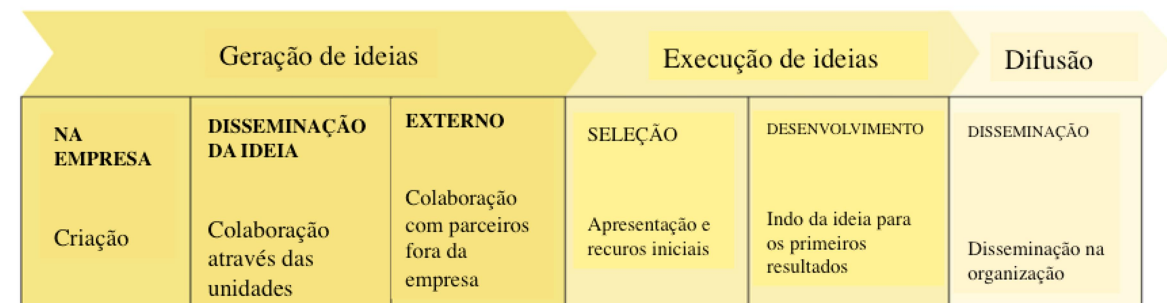 Geração de ideias
Execução de ideias
Difusão
NA
EMPRESA
DISSEMINAÇÃO
DA IDEIA
EXTERNO
SELEÇÃO
DESENVOLVIMENTO
DISSEMINAÇÃO
Criação
Colaboração
através das
unidades
Colaboração
com parceiros
fora da
empresa
Apresentação e
recuros iniciais
Indo da ideia para
os primeiros
resultados
Disseminação na
organização